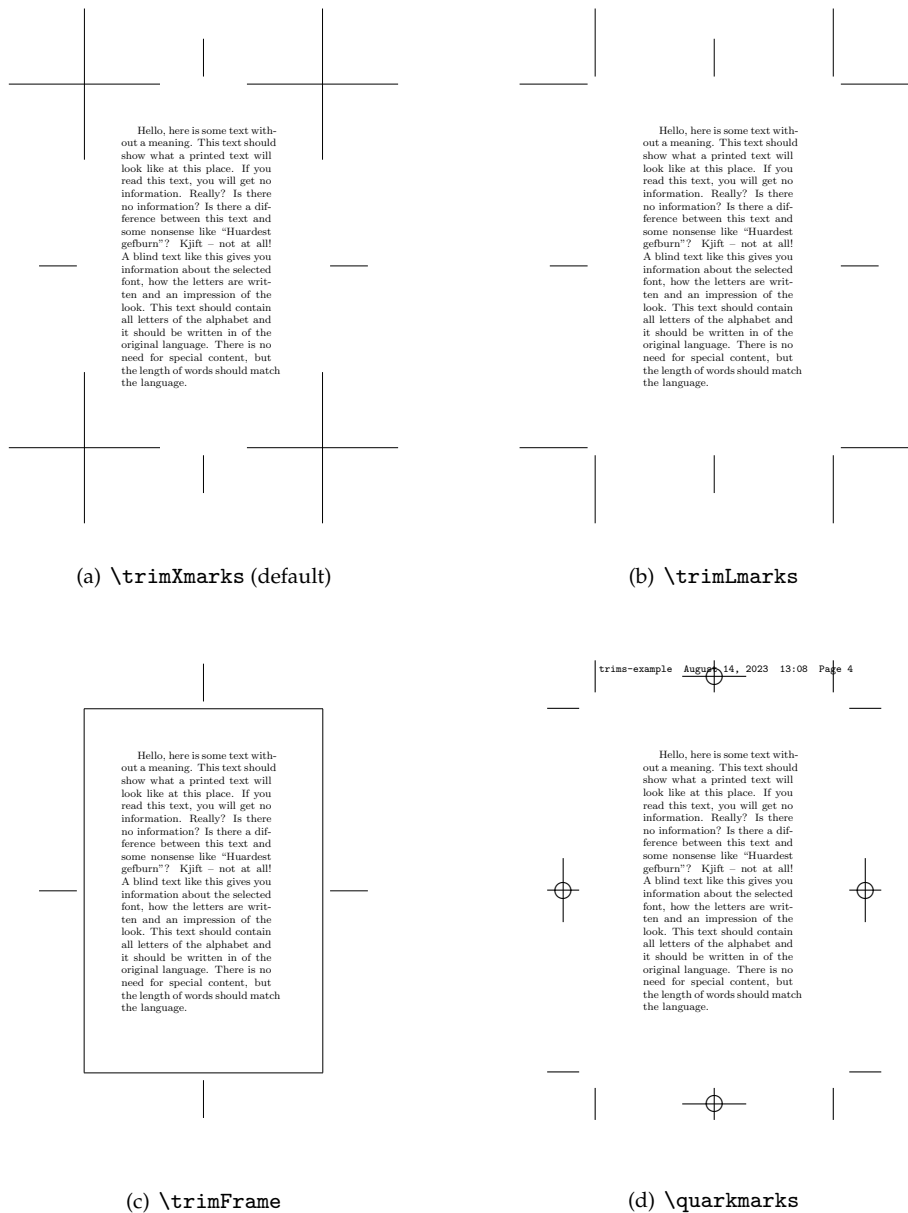 Hello, here is some text with-
out a meaning. This text should
show what a printed text will
look like at this place. If you
read this text, you will get no
information. Really? Is there
no information? Is there a dif-
ference between this text and
some nonsense like “Huardest
gefburn”? Kjift – not at all!
A blind text like this gives you
information about the selected
font, how the letters are writ-
ten and an impression of the
look. This text should contain
all letters of the alphabet and
it should be written in of the
original language. There is no
need for special content, but
the length of words should match
the language.
(a) \trimXmarks (default)
Hello, here is some text with-
out a meaning. This text should
show what a printed text will
look like at this place. If you
read this text, you will get no
information. Really? Is there
no information? Is there a dif-
ference between this text and
some nonsense like “Huardest
gefburn”? Kjift – not at all!
A blind text like this gives you
information about the selected
font, how the letters are writ-
ten and an impression of the
look. This text should contain
all letters of the alphabet and
it should be written in of the
original language. There is no
need for special content, but
the length of words should match
the language.
(b) \trimLmarks
Hello, here is some text with-
out a meaning. This text should
show what a printed text will
look like at this place. If you
read this text, you will get no
information. Really? Is there
no information? Is there a dif-
ference between this text and
some nonsense like “Huardest
gefburn”? Kjift – not at all!
A blind text like this gives you
information about the selected
font, how the letters are writ-
ten and an impression of the
look. This text should contain
all letters of the alphabet and
it should be written in of the
original language. There is no
need for special content, but
the length of words should match
the language.
(c) \trimFrame
trims-example August 14, 2023 13:08 Page 4
Hello, here is some text with-
out a meaning. This text should
show what a printed text will
look like at this place. If you
read this text, you will get no
information. Really? Is there
no information? Is there a dif-
ference between this text and
some nonsense like “Huardest
gefburn”? Kjift – not at all!
A blind text like this gives you
information about the selected
font, how the letters are writ-
ten and an impression of the
look. This text should contain
all letters of the alphabet and
it should be written in of the
original language. There is no
need for special content, but
the length of words should match
the language.
(d) \quarkmarks